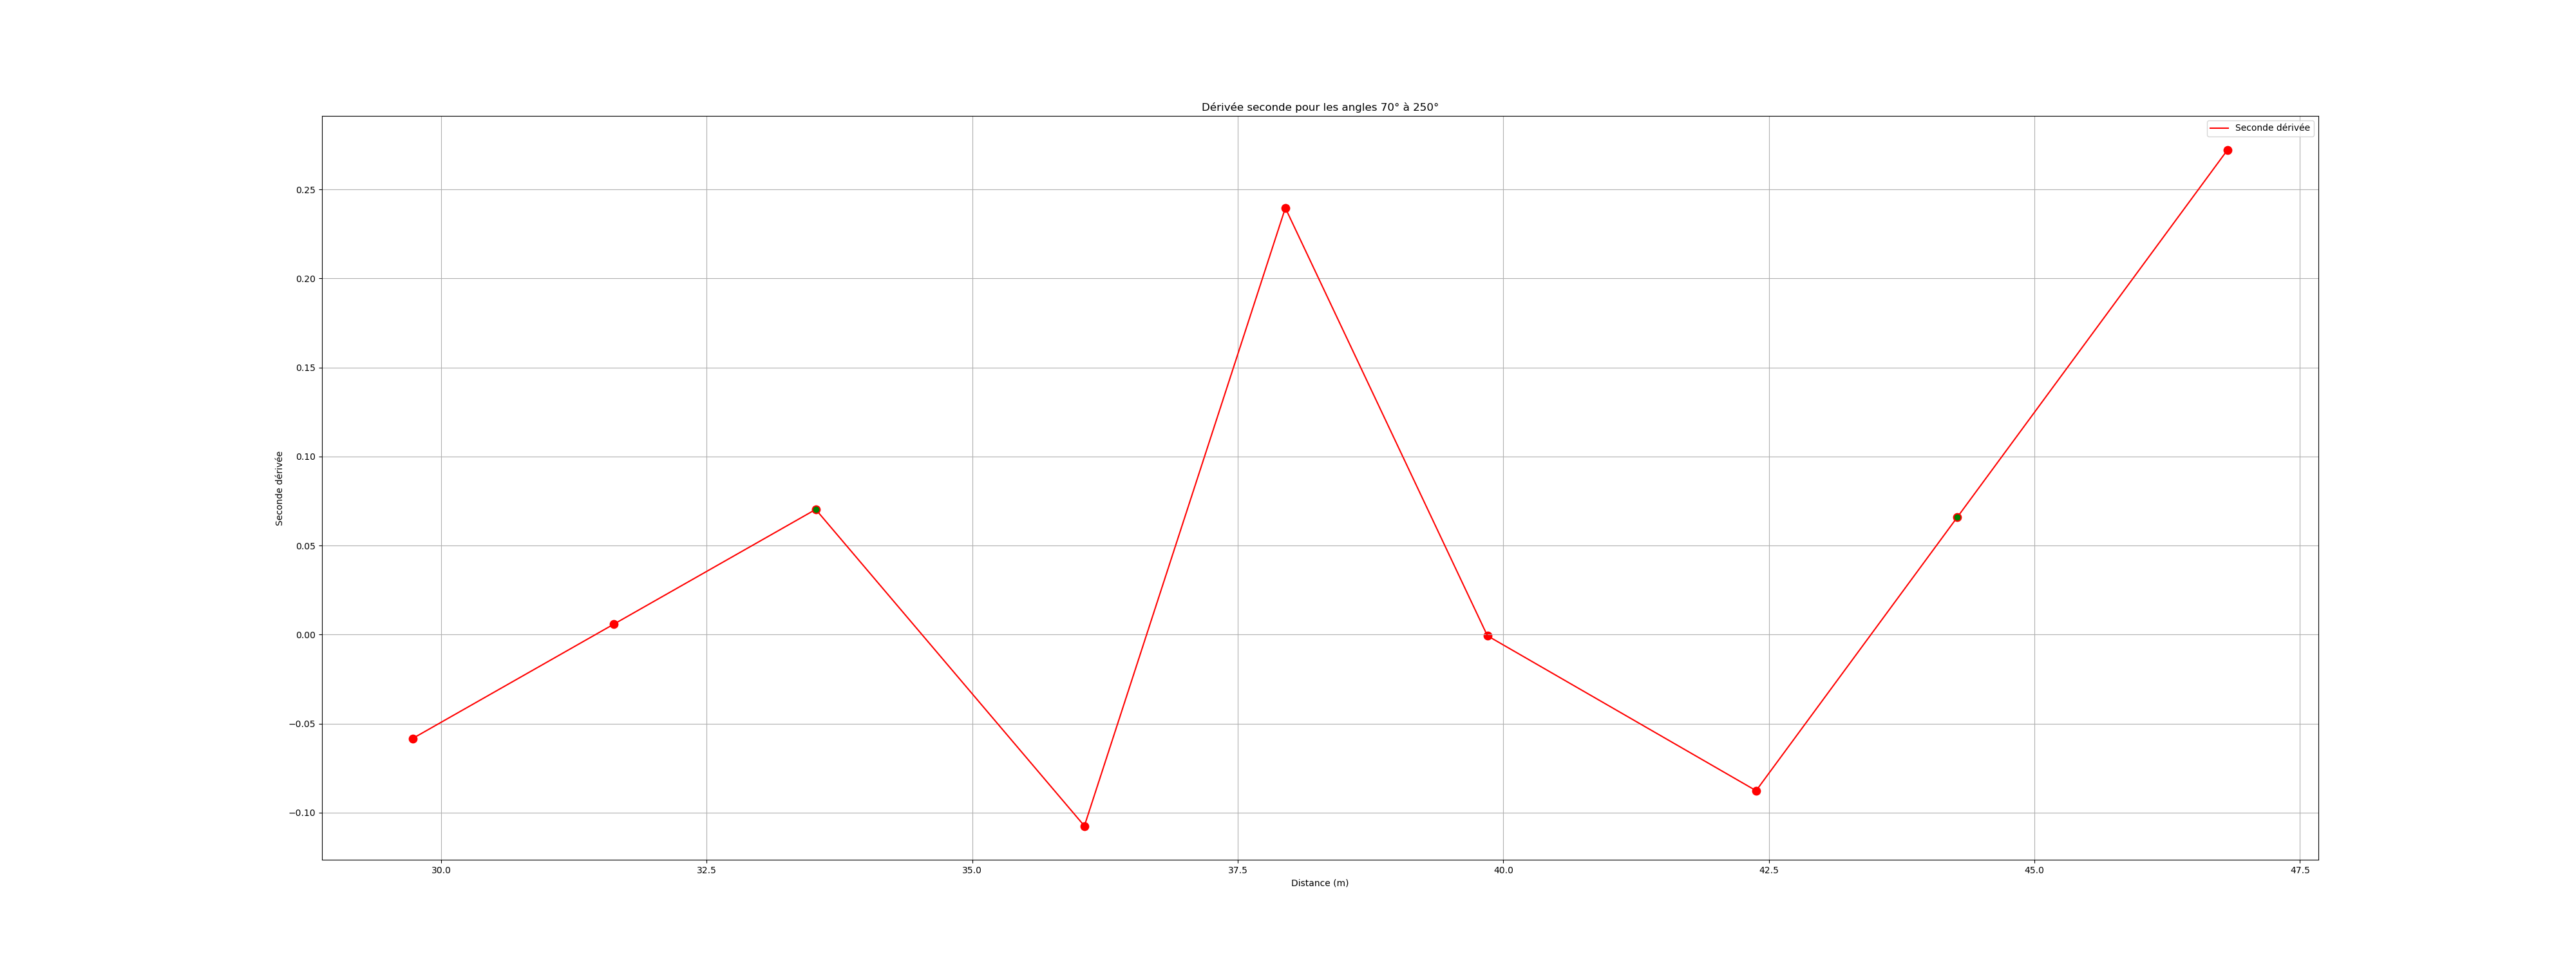 Dérivée seconde pour les angles 70° à 250°
Seconde dérivée
0.25
0.20
0.15
0.10
0.05
0.00
−0.05
−0.10
Seconde dérivée
30.0 32.5 35.0 37.5 40.0 42.5 45.0 47.5
Distance (m)